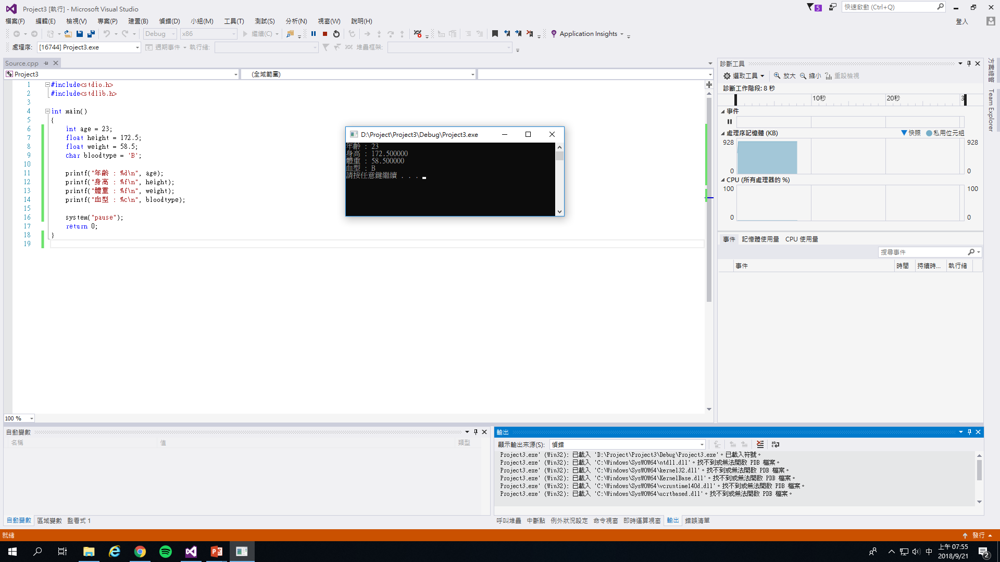 Project3 [執行] - Microsoft Visual Studio
5
快速啟動 (Ctrl+Q)
檔案(F) 編輯(E) 檢視(V) 專案(P) 建置(B) 偵錯(D) 小組(M) 工具(T) 測試(S) 分析(N) 視窗(W) 說明(H)
登入
Debug x86 繼續(C) Application Insights
處理序: [16744] Project3.exe 週期事件 執行緒: 堆疊框架:
Source.cpp
Project3 (全域範圍)
1 #include<stdio.h>
2 #include<stdlib.h>
3
4 int main()
5 {
6 int age = 23;
7 float height = 172.5;
8 float weight = 58.5;
9 char bloodtype = 'B';
10
11 printf("年齡 : %d\n", age);
12 printf("身高 : %f\n", height);
13 printf("體重 : %f\n", weight);
14 printf("血型 : %c\n", bloodtype);
15
16 system("pause");
17 return 0;
18 }
19
100 %
D:\Project\Project3\Debug\Project3.exe
年齡 : 23
身高 : 172.500000
體重 : 58.500000
血型 : B
請按任意鍵繼續 . . .
診斷工具
選取工具 放大 縮小 重設檢視
診斷工作階段: 8 秒
10秒 20秒 3
事件
處理序記憶體 (KB) 快照 私用位元組
928 928
0 0
CPU (所有處理器的 %)
100 100
0 0
事件 記憶體使用量 CPU 使用量
搜尋事件
事件 時間 持續時... 執行緒
方案總管
Team Explorer
自動變數
名稱 值 類型
自動變數 區域變數 監看式 1
輸出
顯示輸出來源(S): 偵錯
Project3.exe' (Win32): 已載入 'D:\Project\Project3\Debug\Project3.exe'。已載入符號。
Project3.exe' (Win32): 已載入 'C:\Windows\SysWOW64\ntdll.dll'。找不到或無法開啟 PDB 檔案。
Project3.exe' (Win32): 已載入 'C:\Windows\SysWOW64\kernel32.dll'。找不到或無法開啟 PDB 檔案。
Project3.exe' (Win32): 已載入 'C:\Windows\SysWOW64\KernelBase.dll'。找不到或無法開啟 PDB 檔案。
Project3.exe' (Win32): 已載入 'C:\Windows\SysWOW64\vcruntime140d.dll'。找不到或無法開啟 PDB 檔案。
Project3.exe' (Win32): 已載入 'C:\Windows\SysWOW64\ucrtbased.dll'。找不到或無法開啟 PDB 檔案。
呼叫堆疊 中斷點 例外狀況設定 命令視窗 即時運算視窗 輸出 錯誤清單
就緒
發行
中
上午 07:55
2018/9/21
2